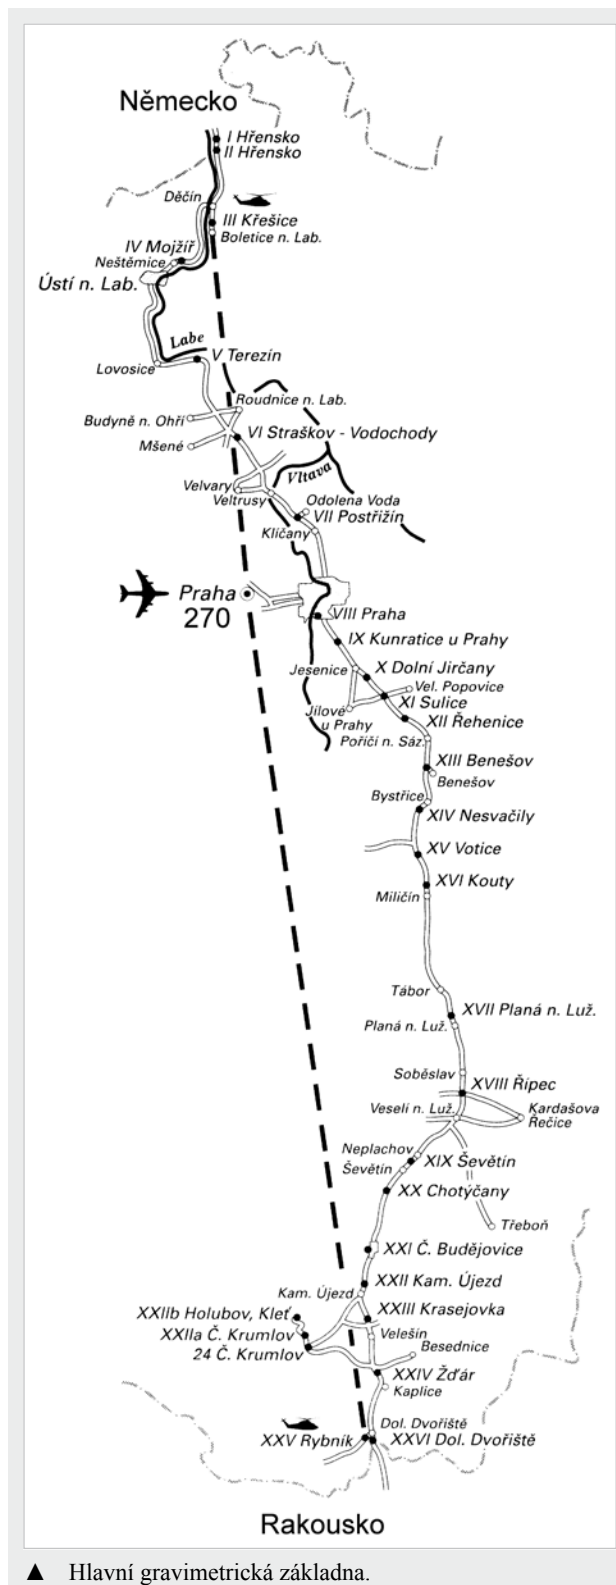 Německo
I Hřensko
II Hřensko
Děčín
III Křešice
Boletice n. Lab.
IV Mojžíř
Neštěmice
Ústí n. Lab.
Labe
V Terezín
Lovosice
Roudnice n. Lab.
Budyně n. Ohří
VI Straškov - Vodochody
Mšené
Vltava
Velvary
Veltrusy
Odolena Voda
VII Postřižín
Klíčany
Praha
270
VIII Praha
IX Kunratice u Prahy
Jesenice
X Dolní Jirčany
Vel. Popovice
XI Sulice
Jílové
u Prahy
XII Řehenice
Poříčí n. Sáz.
XIII Benešov
Benešov
Bystřice
XIV Nesvačily
XV Votice
XVI Kouty
Miličín
Tábor
XVII Planá n. Luž.
Planá n. Luž.
Soběslav
XVIII Řípec
Veselí n. Luž.
Kardašova
Řečice
Neplachov
XIX Ševětín
Ševětín
XX Chotýčany
Třeboň
XXI Č. Budějovice
XXII Kam. Újezd
Kam. Újezd
XXIIb Holubov, Kleť
XXIII Krasejovka
XXIIa Č. Krumlov
Velešín
24 Č. Krumlov
Besednice
XXIV Žďár
Kaplice
Dol. Dvořiště
XXV Rybník
XXVI Dol. Dvořiště
Rakousko
▲ Hlavní gravimetrická základna.